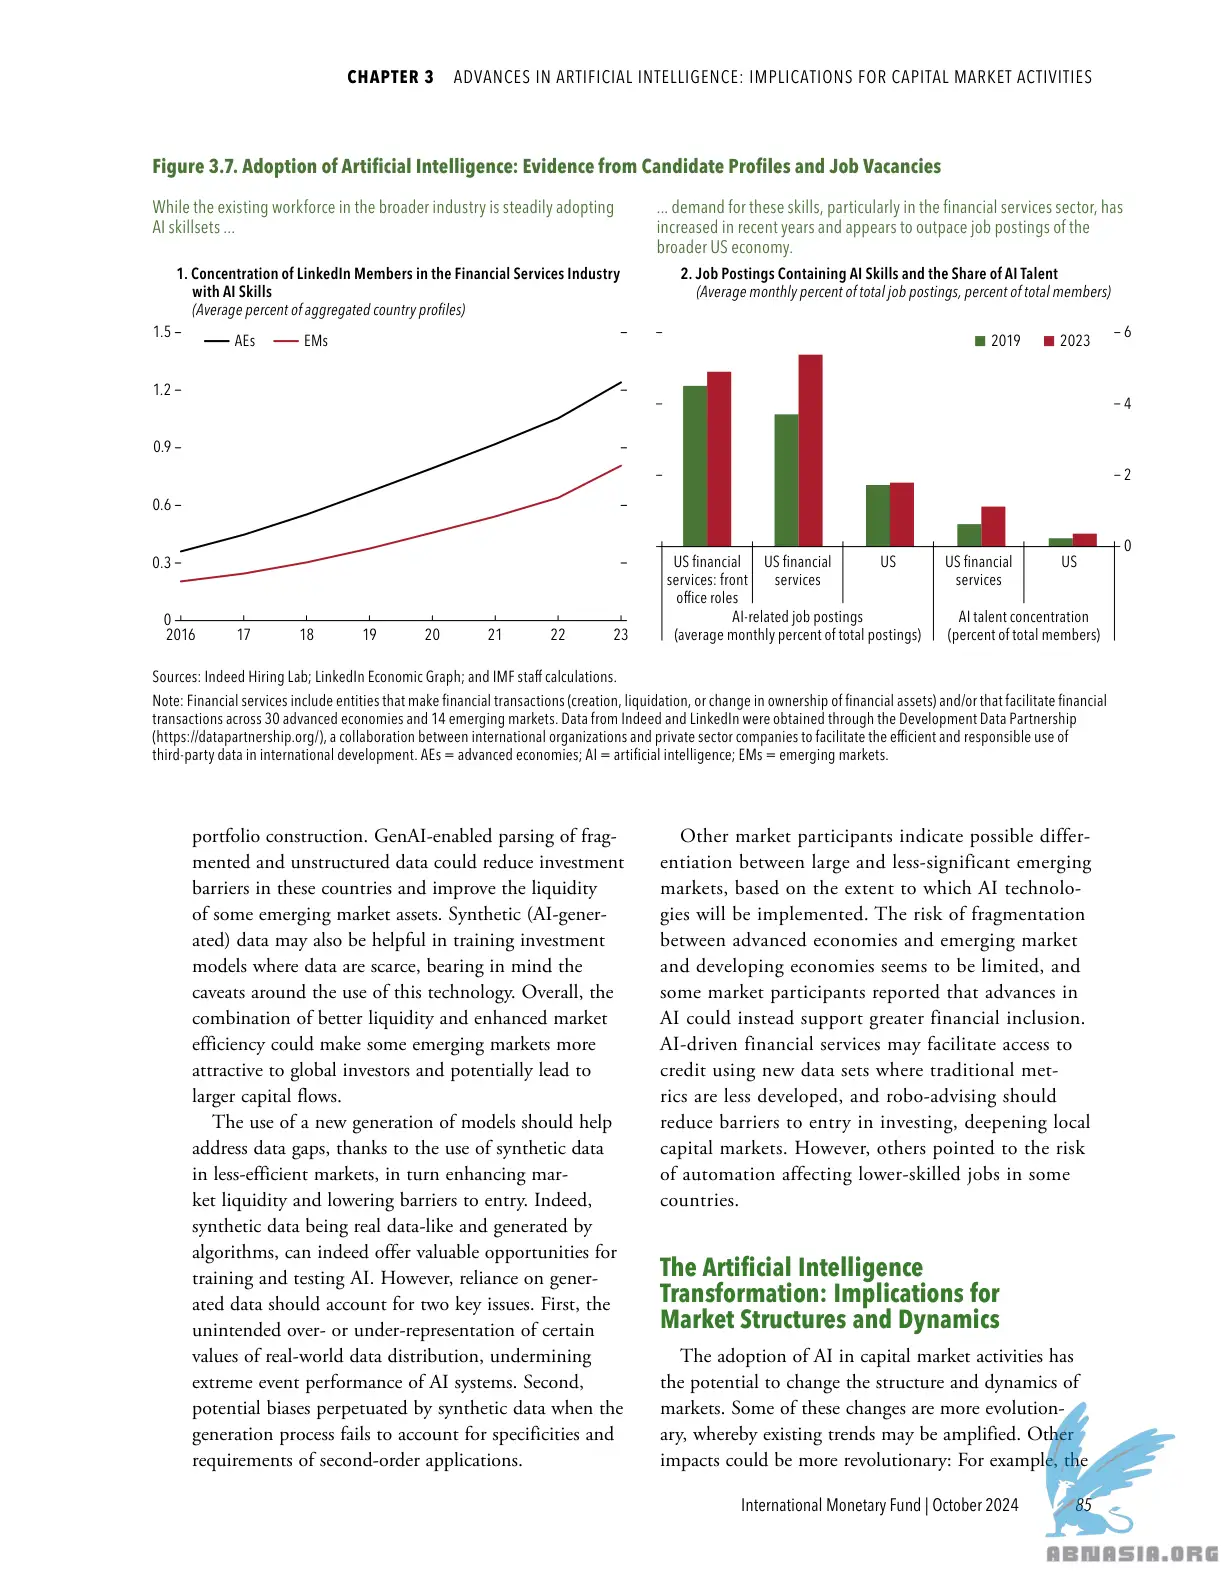 CHAPTER 3 ADVANCES IN ARTIFICIAL INTELLIGENCE: IMPLICATIONS FOR CAPITAL MARKET ACTIVITIES
Figure 3.7. Adoption of Artificial Intelligence: Evidence from Candidate Profiles and Job Vacancies
While the existing workforce in the broader industry is steadily adopting
AI skillsets ...
1. Concentration of LinkedIn Members in the Financial Services Industry
with AI Skills
(Average percent of aggregated country profiles)
1.5
AEs EMs
1.2
0.9
0.6
0.3
0
2016 17 18 19 20 21 22 23
... demand for these skills, particularly in the financial services sector, has
increased in recent years and appears to outpace job postings of the
broader US economy.
2. Job Postings Containing AI Skills and the Share of AI Talent
(Average monthly percent of total job postings, percent of total members)
2019 2023
6
4
2
0
US financial
services: front
office roles
US financial
services
US
US financial
services
US
AI-related job postings
(average monthly percent of total postings)
AI talent concentration
(percent of total members)
Sources: Indeed Hiring Lab; LinkedIn Economic Graph; and IMF staff calculations.
Note: Financial services include entities that make financial transactions (creation, liquidation, or change in ownership of financial assets) and/or that facilitate financial
transactions across 30 advanced economies and 14 emerging markets. Data from Indeed and LinkedIn were obtained through the Development Data Partnership
(https://datapartnership.org/), a collaboration between international organizations and private sector companies to facilitate the efficient and responsible use of
third-party data in international development. AEs = advanced economies; AI = artificial intelligence; EMs = emerging markets.
portfolio construction. GenAI-enabled parsing of frag-
mented and unstructured data could reduce investment
barriers in these countries and improve the liquidity
of some emerging market assets. Synthetic (AI-gener-
ated) data may also be helpful in training investment
models where data are scarce, bearing in mind the
caveats around the use of this technology. Overall, the
combination of better liquidity and enhanced market
efficiency could make some emerging markets more
attractive to global investors and potentially lead to
larger capital flows.
The use of a new generation of models should help
address data gaps, thanks to the use of synthetic data
in less-efficient markets, in turn enhancing mar-
ket liquidity and lowering barriers to entry. Indeed,
synthetic data being real data-like and generated by
algorithms, can indeed offer valuable opportunities for
training and testing AI. However, reliance on gener-
ated data should account for two key issues. First, the
unintended over- or under-representation of certain
values of real-world data distribution, undermining
extreme event performance of AI systems. Second,
potential biases perpetuated by synthetic data when the
generation process fails to account for specificities and
requirements of second-order applications.
Other market participants indicate possible differ-
entiation between large and less-significant emerging
markets, based on the extent to which AI technolo-
gies will be implemented. The risk of fragmentation
between advanced economies and emerging market
and developing economies seems to be limited, and
some market participants reported that advances in
AI could instead support greater financial inclusion.
AI-driven financial services may facilitate access to
credit using new data sets where traditional met-
rics are less developed, and robo-advising should
reduce barriers to entry in investing, deepening local
capital markets. However, others pointed to the risk
of automation affecting lower-skilled jobs in some
countries.
The Artificial Intelligence
Transformation: Implications for
Market Structures and Dynamics
The adoption of AI in capital market activities has
the potential to change the structure and dynamics of
markets. Some of these changes are more evolution-
ary, whereby existing trends may be amplified. Other
impacts could be more revolutionary: For example, the
International Monetary Fund | October 2024 85
ABNASIA.ORG